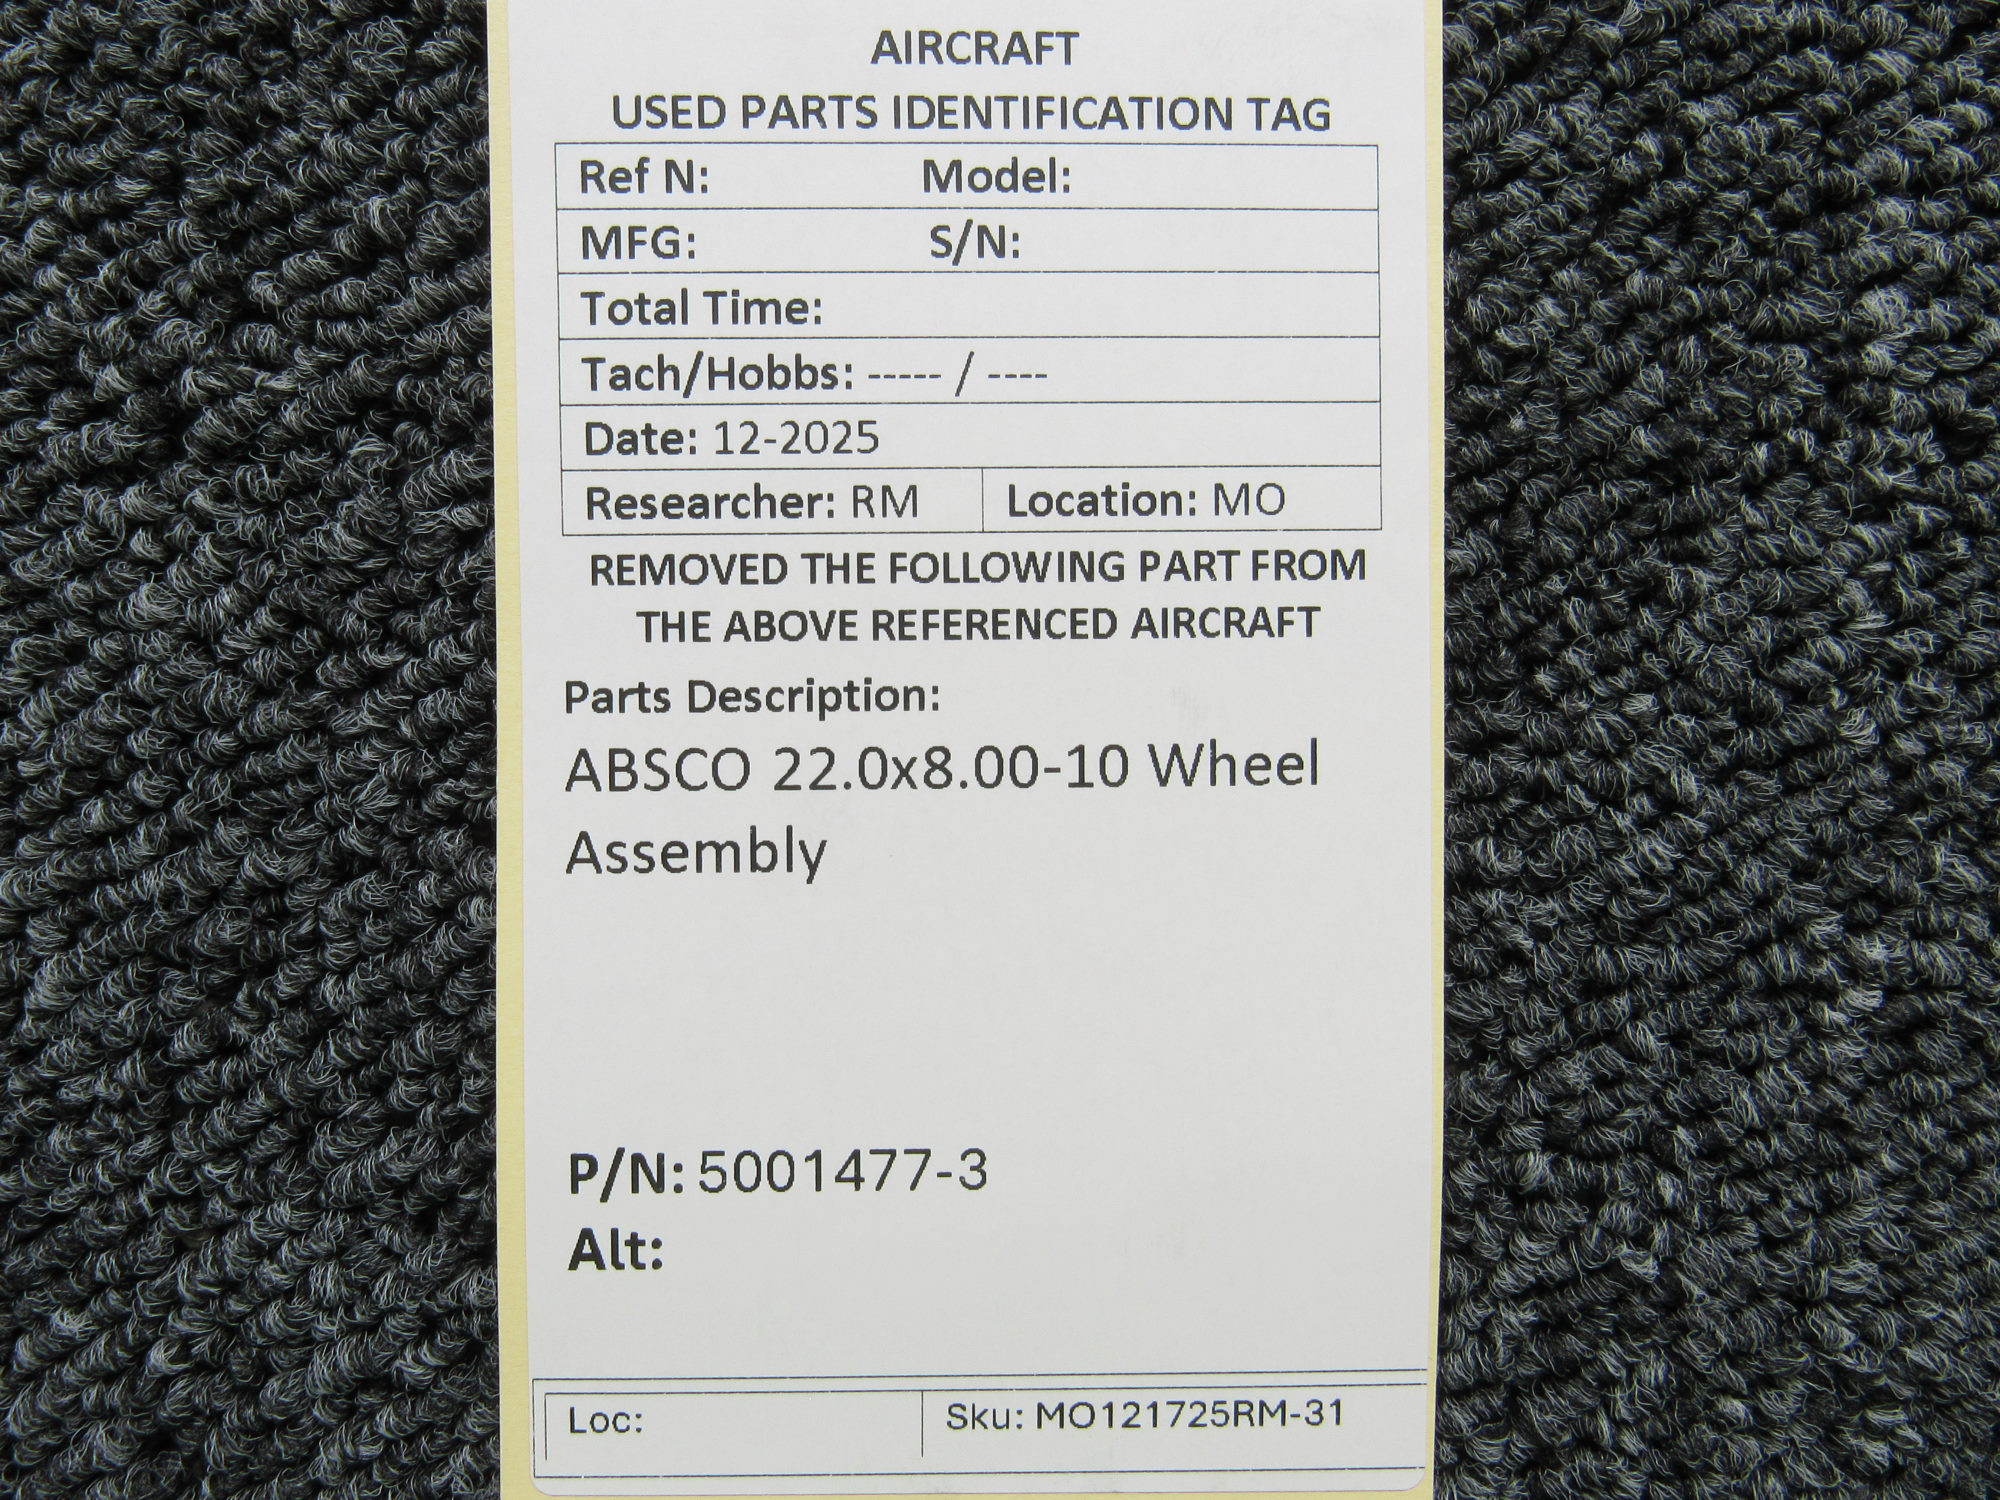 AIRCRAFT
USED PARTS IDENTIFICATION TAG
Ref N: Model:
MFG: S/N:
Total Time:
Tach/Hobbs: ----- / ----
Date: 12-2025
Researcher: RM Location: MO
REMOVED THE FOLLOWING PART FROM
THE ABOVE REFERENCED AIRCRAFT
Parts Description:
ABSCO 22.0x8.00-10 Wheel
Assembly
P/N: 5001477-3
Alt:
Loc: Sku: MO121725RM-31